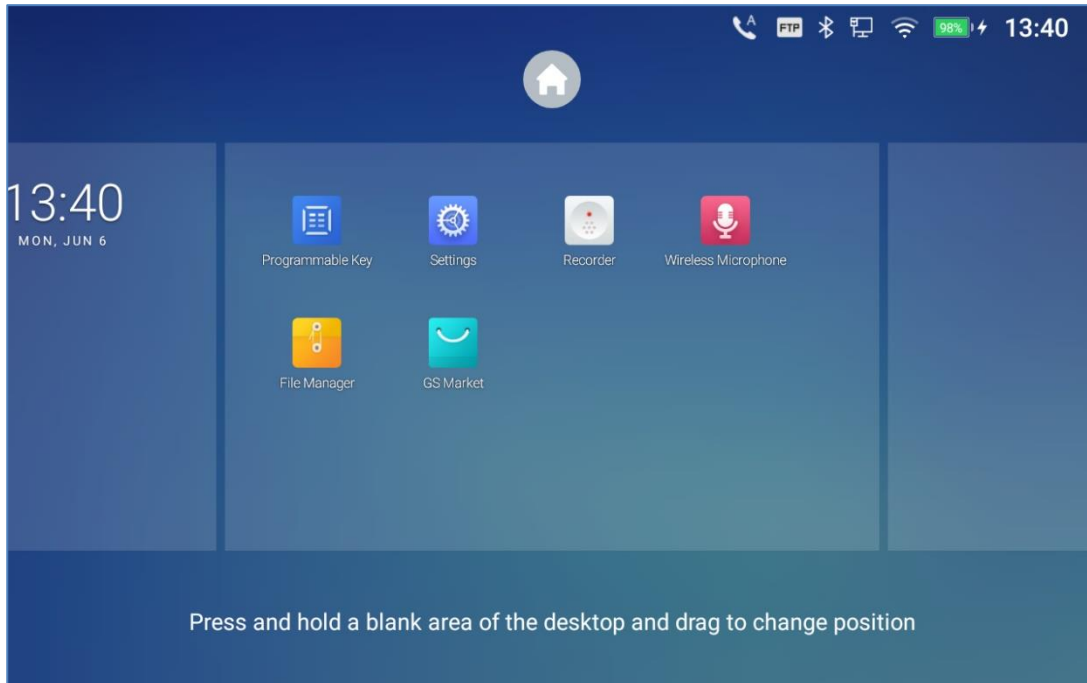 A FTP 98% 13:40
13:40
MON, JUN 6
Programmable Key Settings Recorder Wireless Microphone
File Manager GS Market
Press and hold a blank area of the desktop and drag to change position